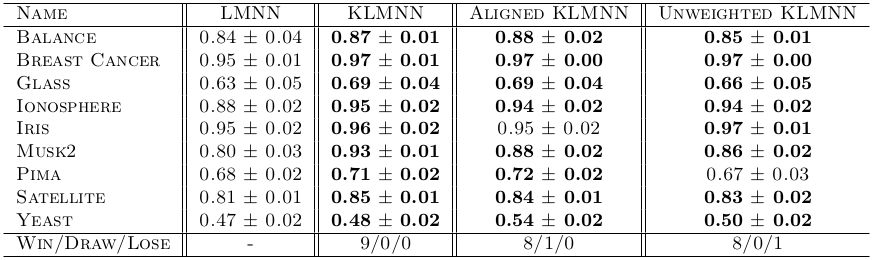 NAME LMNN KLMNN ALIGNED KLMNN UNWEIGHTED KLMNN
BALANCE 0.84 ± 0.04 0.87 ± 0.01 0.88 ± 0.02 0.85 ± 0.01
BREAST CANCER 0.95 ± 0.01 0.97 ± 0.01 0.97 ± 0.00 0.97 ± 0.00
GLASS 0.63 ± 0.05 0.69 ± 0.04 0.69 ± 0.04 0.66 ± 0.05
IONOSPHERE 0.88 ± 0.02 0.95 ± 0.02 0.94 ± 0.02 0.94 ± 0.02
IRIS 0.95 ± 0.02 0.96 ± 0.02 0.95 ± 0.02 0.97 ± 0.01
MUSK2 0.80 ± 0.03 0.93 ± 0.01 0.88 ± 0.02 0.86 ± 0.02
PIMA 0.68 ± 0.02 0.71 ± 0.02 0.72 ± 0.02 0.67 ± 0.03
SATELLITE 0.81 ± 0.01 0.85 ± 0.01 0.84 ± 0.01 0.83 ± 0.02
YEAST 0.47 ± 0.02 0.48 ± 0.02 0.54 ± 0.02 0.50 ± 0.02
WIN/DRAW/LOSE - 9/0/0 8/1/0 8/0/1